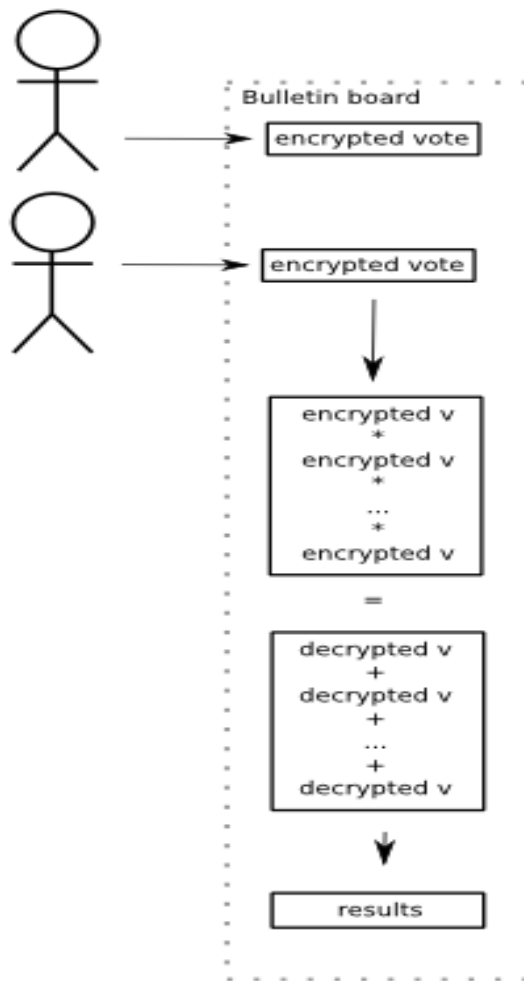 Bulletin board
encrypted vote
encrypted vote
encrypted v
*
encrypted v
*
...
*
encrypted v
=
decrypted v
+
decrypted v
+
...
+
decrypted v
results